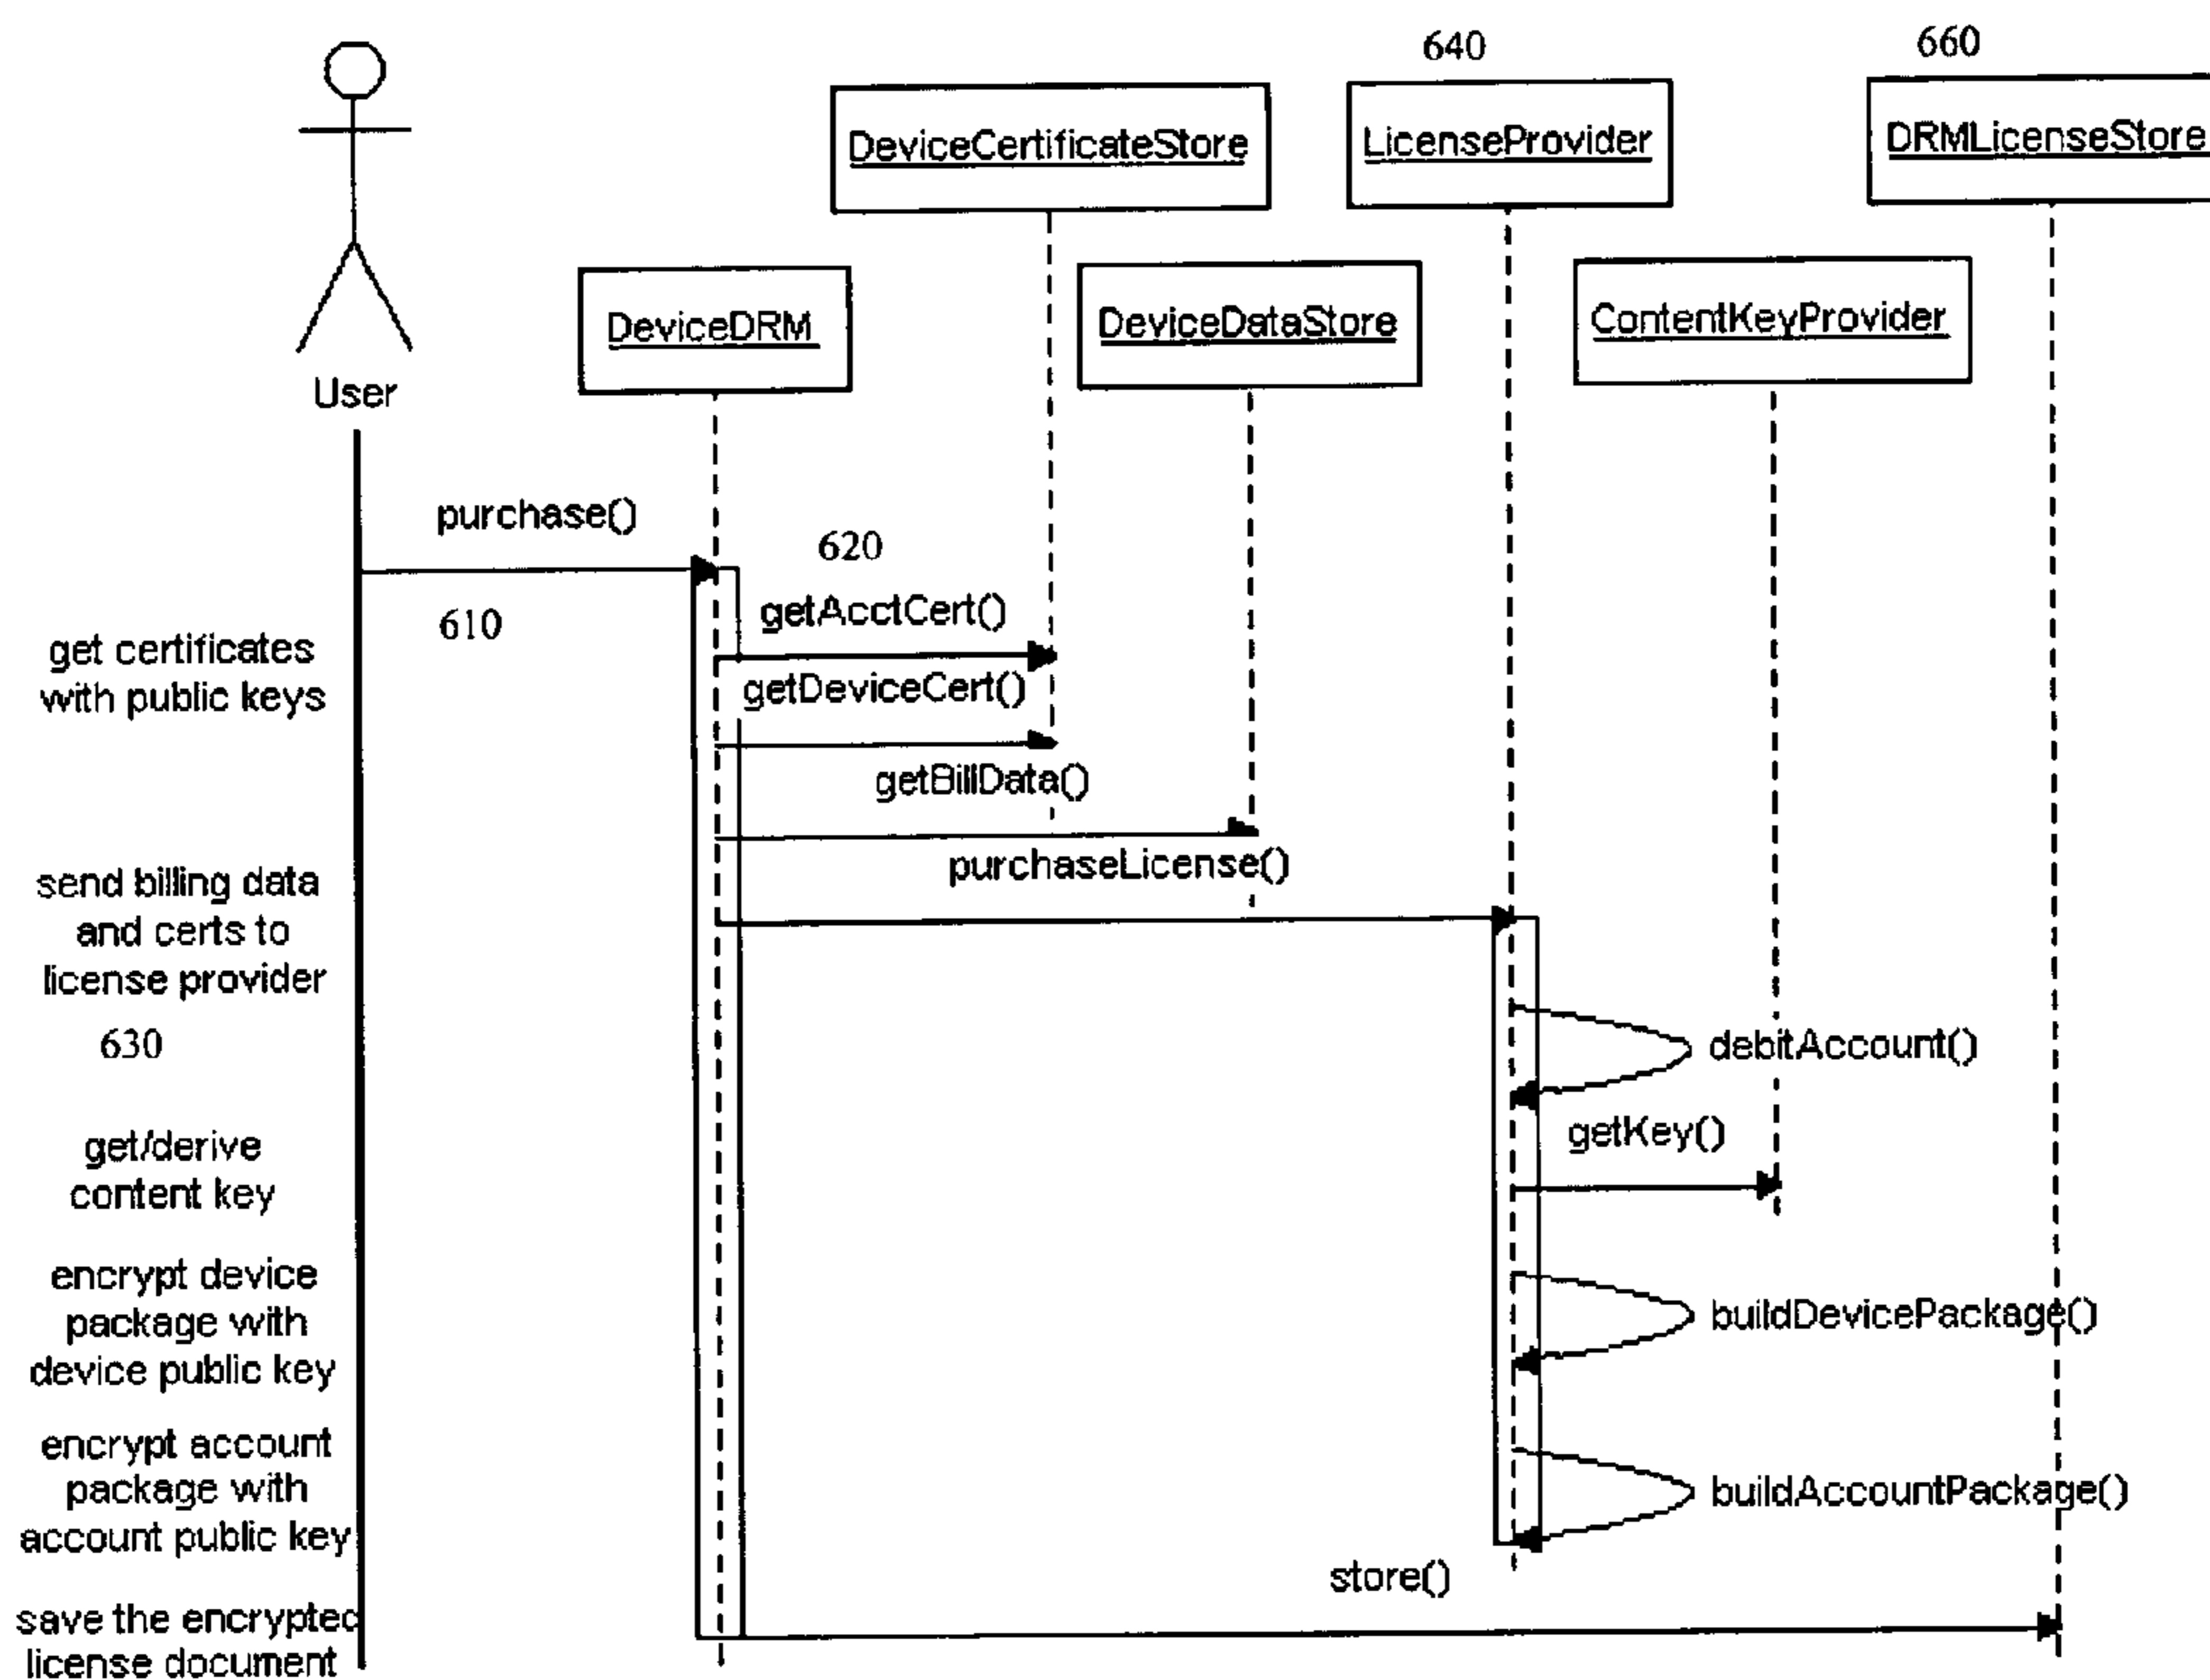 640
660
DeviceCertificateStore
LicenseProvider
DRMLicenseStore
DeviceDRM
DeviceDataStore
ContentKeyProvider
User
purchase()
620
610
getAcctCert()
get certificates
with public keys
getDeviceCert()
getBillData()
purchaseLicense()
send billing data
and certs to
license provider
630
debitAccount()
getKey()
get/derive
content key
encrypt device
package with
device public key
buildDevicePackage()
encrypt account
package with
account public key
buildAccountPackage()
store()
save the encrypted
license document